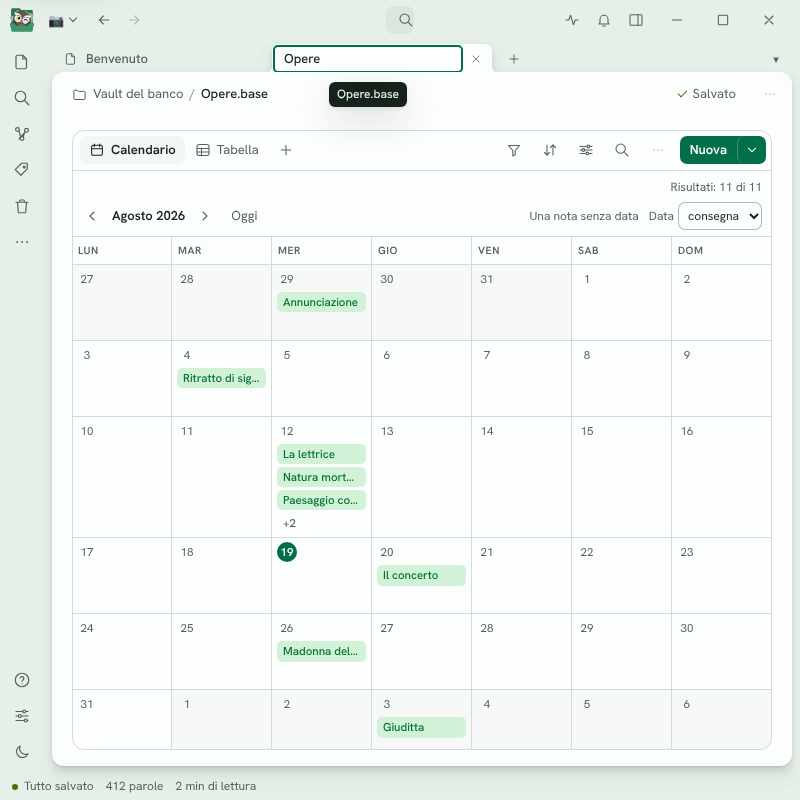 Benvenuto
Opere
Vault del banco / Opere.base
Opere.base
Salvato
Calendario
Tabella
Nuova
Risultati: 11 di 11
Agosto 2026
Oggi
Una nota senza data
Data
consegna
LUN MAR MER GIO VEN SAB DOM
27 28 29 30 31 1 2
Annunciazione
3 4 5 6 7 8 9
Ritratto di sig...
10 11 12 13 14 15 16
La lettrice
Natura mort...
Paesaggio co...
+2
17 18 19 20 21 22 23
Il concerto
24 25 26 27 28 29 30
Madonna del...
31 1 2 3 4 5 6
Giuditta
Tutto salvato 412 parole 2 min di lettura